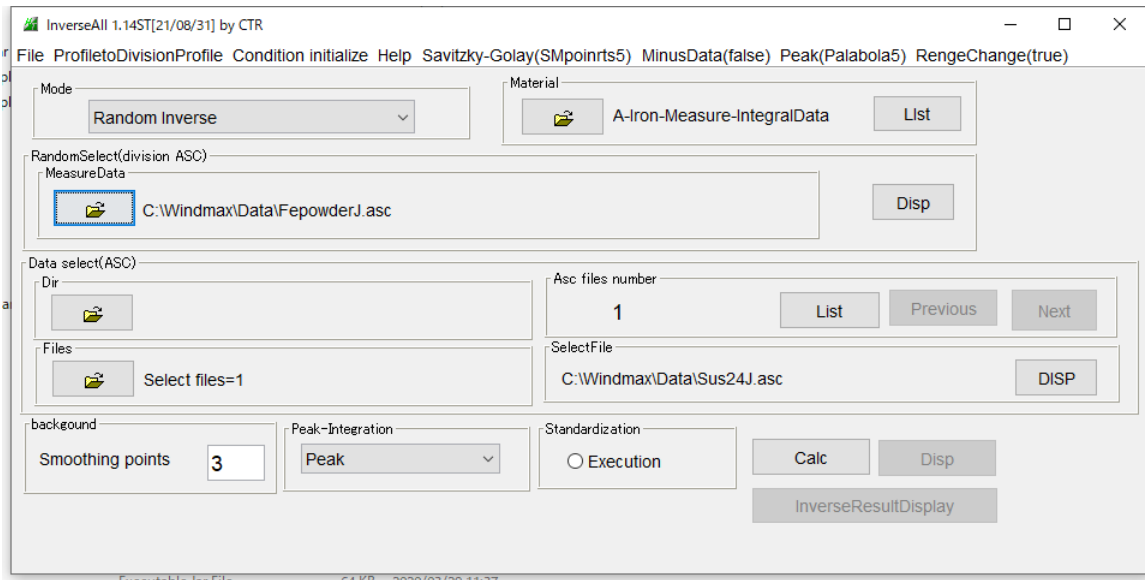 InverseAll 1.14ST[21/08/31] by CTR
File ProfiletoDivisionProfile Condition initialize Help Savitzky-Golay(SMpoinrts5) MinusData(false) Peak(Palabola5) RengeChange(true)
Mode
Random Inverse
Material
A-Iron-Measure-IntegralData
LIst
RandomSelect(division ASC)
MeasureData
C:\Windmax\Data\FepowderJ.asc
Disp
Data select(ASC)
Dir
Asc files number
1
List
Previous
Next
Files
Select files=1
SelectFile
C:\Windmax\Data\Sus24J.asc
DISP
backgound
Smoothing points
3
Peak-Integration
Peak
Standardization
Execution
Calc
Disp
InverseResultDisplay